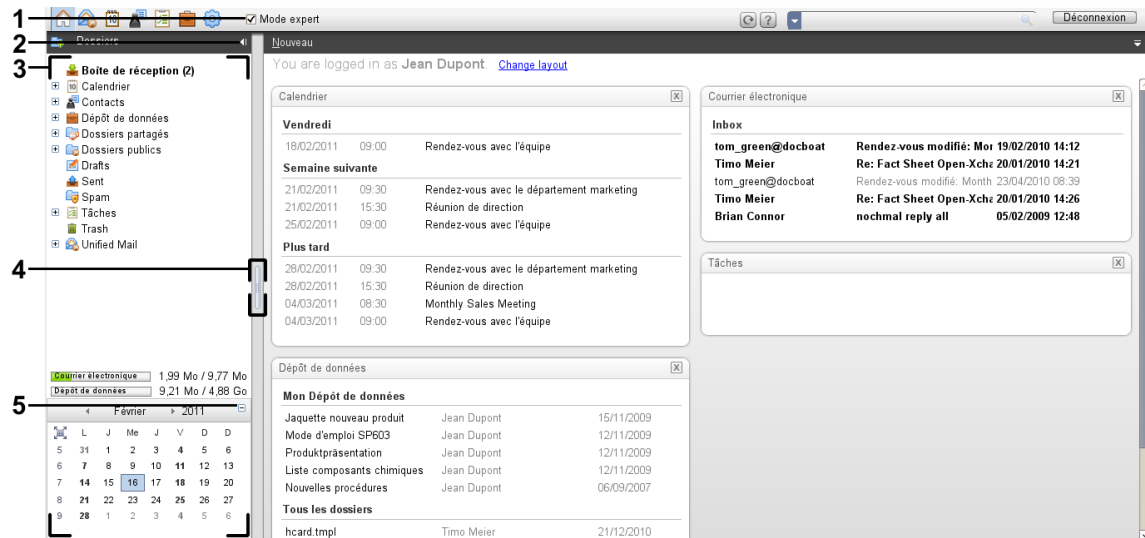 1
Mode expert
?
Déconnexion
2
Dossiers
Nouveau
3
You are logged in as Jean Dupont. Change layout
Boîte de réception (2)
Calendrier
Contacts
Dépôt de données
Dossiers partagés
Dossiers publics
Drafts
Sent
Spam
Tâches
Trash
Unified Mail
4
Courrier électronique 1,99 Mo / 9,77 Mo
Dépôt de données 9,21 Mo / 4,88 Go
5
Février 2011
L J Me J V D D
5 31 1 2 3 4 5 6
6 7 8 9 10 11 12 13
7 14 15 16 17 18 19 20
8 21 22 23 24 25 26 27
9 28 1 2 3 4 5 6
Calendrier X
Vendredi
18/02/2011 09:00 Rendez-vous avec l'équipe
Semaine suivante
21/02/2011 09:30 Rendez-vous avec le département marketing
21/02/2011 15:30 Réunion de direction
25/02/2011 09:00 Rendez-vous avec l'équipe
Plus tard
28/02/2011 09:30 Rendez-vous avec le département marketing
28/02/2011 15:30 Réunion de direction
04/03/2011 08:30 Monthly Sales Meeting
04/03/2011 09:00 Rendez-vous avec l'équipe
Dépôt de données X
Mon Dépôt de données
Jaquette nouveau produit Jean Dupont 15/11/2009
Mode d'emploi SP603 Jean Dupont 12/11/2009
Produktpräsentation Jean Dupont 12/11/2009
Liste composants chimiques Jean Dupont 12/11/2009
Nouvelles procédures Jean Dupont 06/09/2007
Tous les dossiers
hcard.tmpl Timo Meier 21/12/2010
Courrier électronique X
Inbox
tom_green@docboat Rendez-vous modifié: Mor 19/02/2010 14:12
Timo Meier Re: Fact Sheet Open-Xcha 20/01/2010 14:21
tom_green@docboat Rendez-vous modifié: Month 23/04/2010 08:39
Timo Meier Re: Fact Sheet Open-Xcha 20/01/2010 14:26
Brian Connor nochmal reply all 05/02/2009 12:48
Tâches X